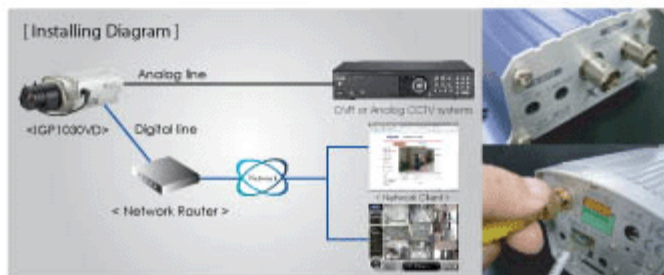 [ Installing Diagram ]
Analog line
DVR or Analog CCTV systems
<IGP1030VD>
Digital line
Network
< Network Router >
< Network Client >